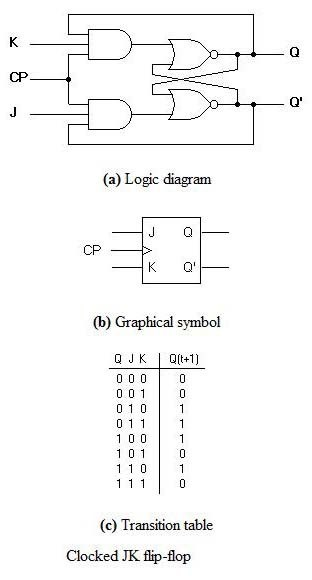 K
Q
CP
J
Q'
(a) Logic diagram
J Q
CP
K Q'
(b) Graphical symbol
Q J K Q(t+1)
0 0 0 0
0 0 1 0
0 1 0 1
0 1 1 1
1 0 0 1
1 0 1 0
1 1 0 1
1 1 1 0
(c) Transition table
Clocked JK flip-flop